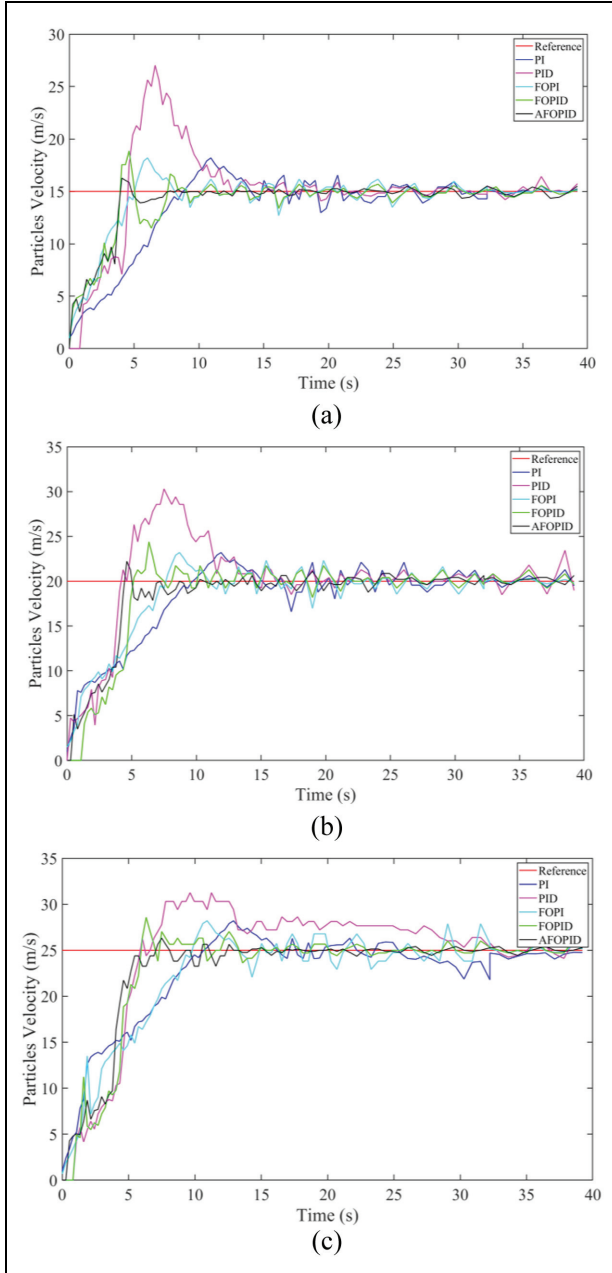 30
25
20
15
10
5
0
Particles Velocity (m/s)
Reference
PI
PID
FOPI
FOPID
AFOPID
0 5 10 15 20 25 30 35 40
Time (s)
(a)
35
30
25
20
15
10
5
0
Particles Velocity (m/s)
Reference
PI
PID
FOPI
FOPID
AFOPID
0 5 10 15 20 25 30 35 40
Time (s)
(b)
35
30
25
20
15
10
5
0
Particles Velocity (m/s)
Reference
PI
PID
FOPI
FOPID
AFOPID
0 5 10 15 20 25 30 35 40
Time (s)
(c)